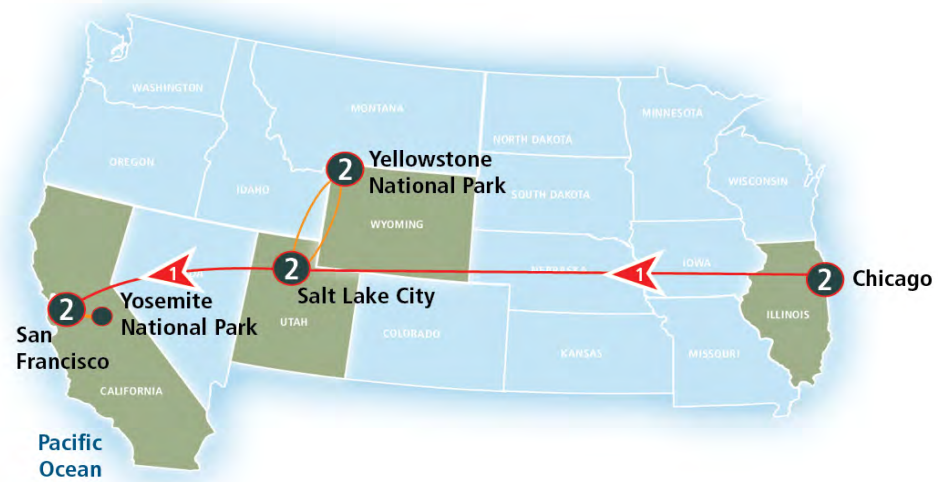 WASHINGTON
MONTANA
NORTH DAKOTA
MINNESOTA
OREGON
IDAHO
2
Yellowstone
National Park
SOUTH DAKOTA
WISCONSIN
WYOMING
1
2
Salt Lake City
NEBRASKA
1
IOWA
2
Chicago
2
San
Francisco
Yosemite
National Park
UTAH
COLORADO
KANSAS
MISSOURI
ILLINOIS
CALIFORNIA
Pacific
Ocean